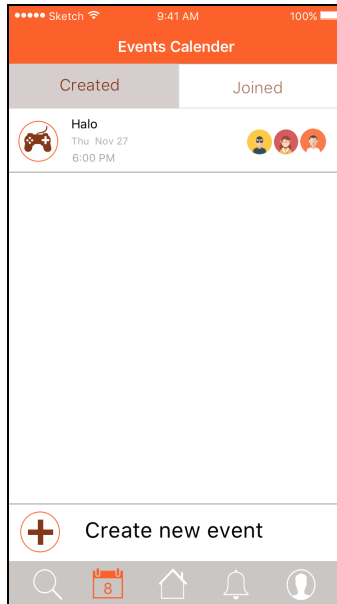 Sketch 9:41 AM 100%
Events Calender
Created Joined
Halo
Thu Nov 27
6:00 PM
Create new event
8